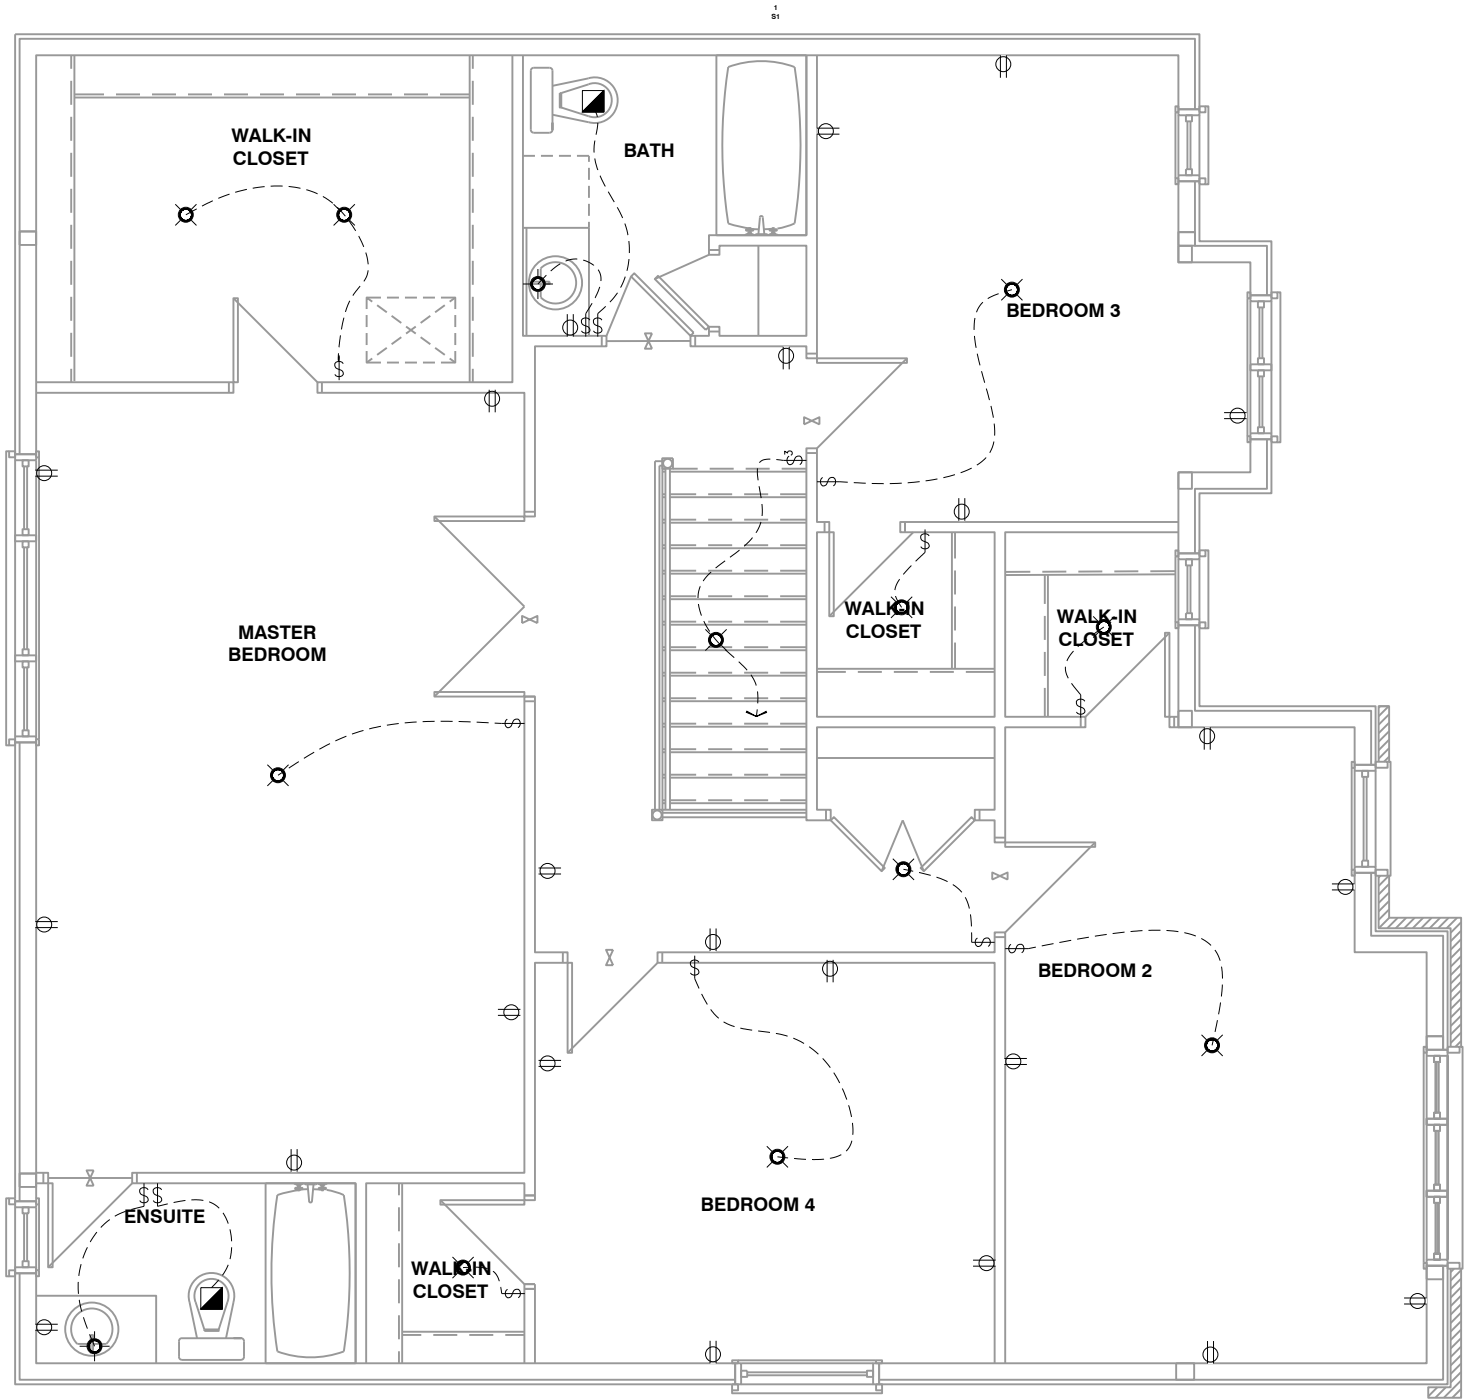 1
S1
WALK-IN
CLOSET
BATH
BEDROOM 3
$
$$
$3
$
$
WALK-IN
CLOSET
WALK-IN
CLOSET
MASTER
BEDROOM
$
$
$
$
BEDROOM 2
$
BEDROOM 4
$$
ENSUITE
WALK-IN
CLOSET
$